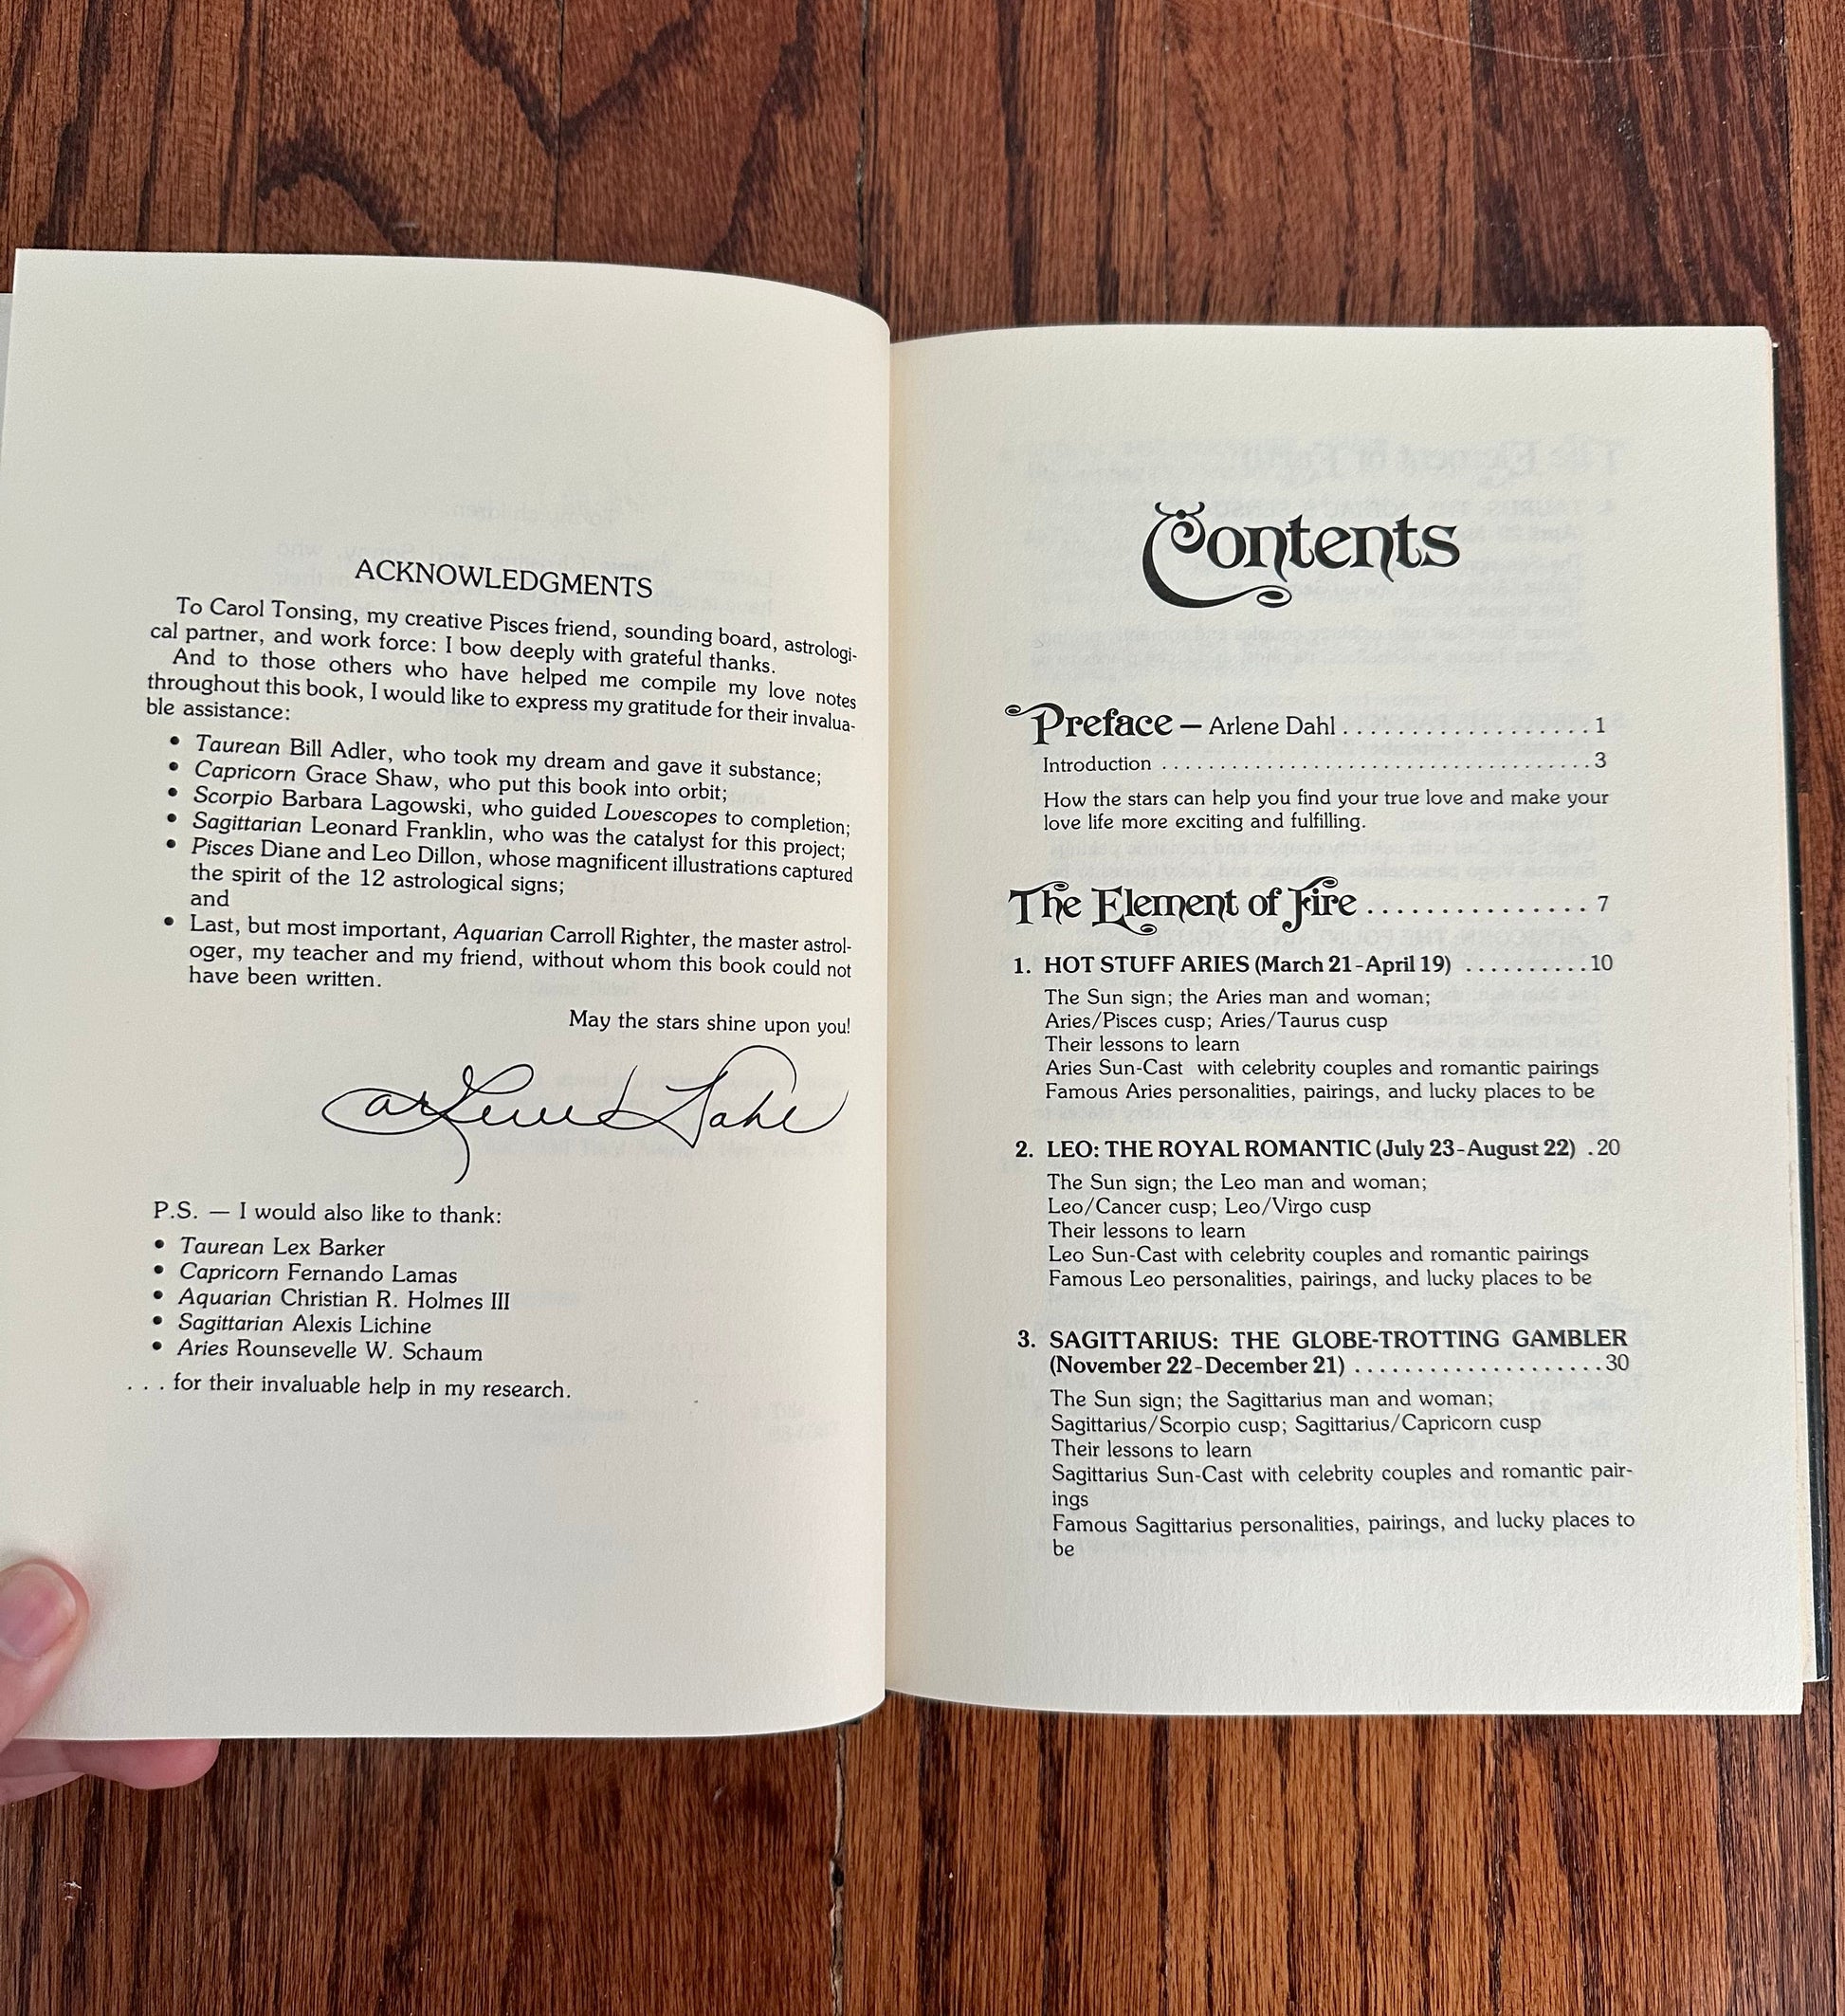 ACKNOWLEDGMENTS
To Carol Tonsing, my creative Pisces friend, sounding board, astrologi-
cal partner, and work force: I bow deeply with grateful thanks.
And to those others who have helped me compile my love notes
throughout this book, I would like to express my gratitude for their invalua-
ble assistance:
• Taurean Bill Adler, who took my dream and gave it substance;
• Capricorn Grace Shaw, who put this book into orbit;
• Scorpio Barbara Lagowski, who guided Lovescopes to completion;
• Sagittarian Leonard Franklin, who was the catalyst for this project;
• Pisces Diane and Leo Dillon, whose magnificent illustrations captured
the spirit of the 12 astrological signs;
and
• Last, but most important, Aquarian Carroll Righter, the master astrol-
oger, my teacher and my friend, without whom this book could not
have been written.
May the stars shine upon you!
Arlene Dahl
P.S. — I would also like to thank:
• Taurean Lex Barker
• Capricorn Fernando Lamas
• Aquarian Christian R. Holmes III
• Sagittarian Alexis Lichine
• Aries Rounsevelle W. Schaum
. . . for their invaluable help in my research.
Contents
Preface — Arlene Dahl . . . . . . . . . . . . . . . . . . 1
Introduction . . . . . . . . . . . . . . . . . . . . . . . . . . . . . . . . . . . 3
How the stars can help you find your true love and make your
love life more exciting and fulfilling.
The Element of Fire . . . . . . . . . . . . . . . 7
1. HOT STUFF ARIES (March 21-April 19) . . . . . . . . . . 10
The Sun sign; the Aries man and woman;
Aries/Pisces cusp; Aries/Taurus cusp
Their lessons to learn
Aries Sun-Cast with celebrity couples and romantic pairings
Famous Aries personalities, pairings, and lucky places to be
2. LEO: THE ROYAL ROMANTIC (July 23-August 22) . 20
The Sun sign; the Leo man and woman;
Leo/Cancer cusp; Leo/Virgo cusp
Their lessons to learn
Leo Sun-Cast with celebrity couples and romantic pairings
Famous Leo personalities, pairings, and lucky places to be
3. SAGITTARIUS: THE GLOBE-TROTTING GAMBLER
(November 22-December 21) . . . . . . . . . . . . . . . . . . . . 30
The Sun sign; the Sagittarius man and woman;
Sagittarius/Scorpio cusp; Sagittarius/Capricorn cusp
Their lessons to learn
Sagittarius Sun-Cast with celebrity couples and romantic pair-
ings
Famous Sagittarius personalities, pairings, and lucky places to
be